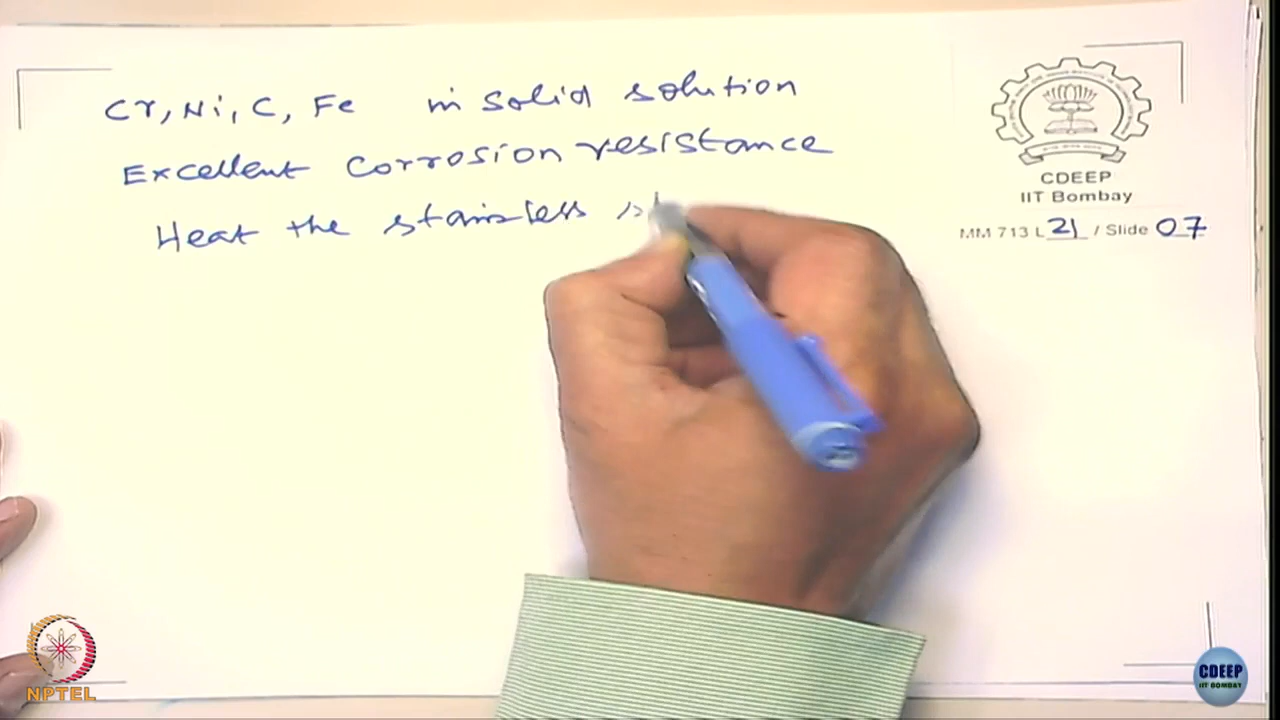 Cr, Ni, C, Fe in solid solution
Excellent Corrosion resistance
Heat the stainless
CDEEP
IIT Bombay
MM 713 L 21 / Slide 07
NPTEL
CDEEP
IIT BOMBAY